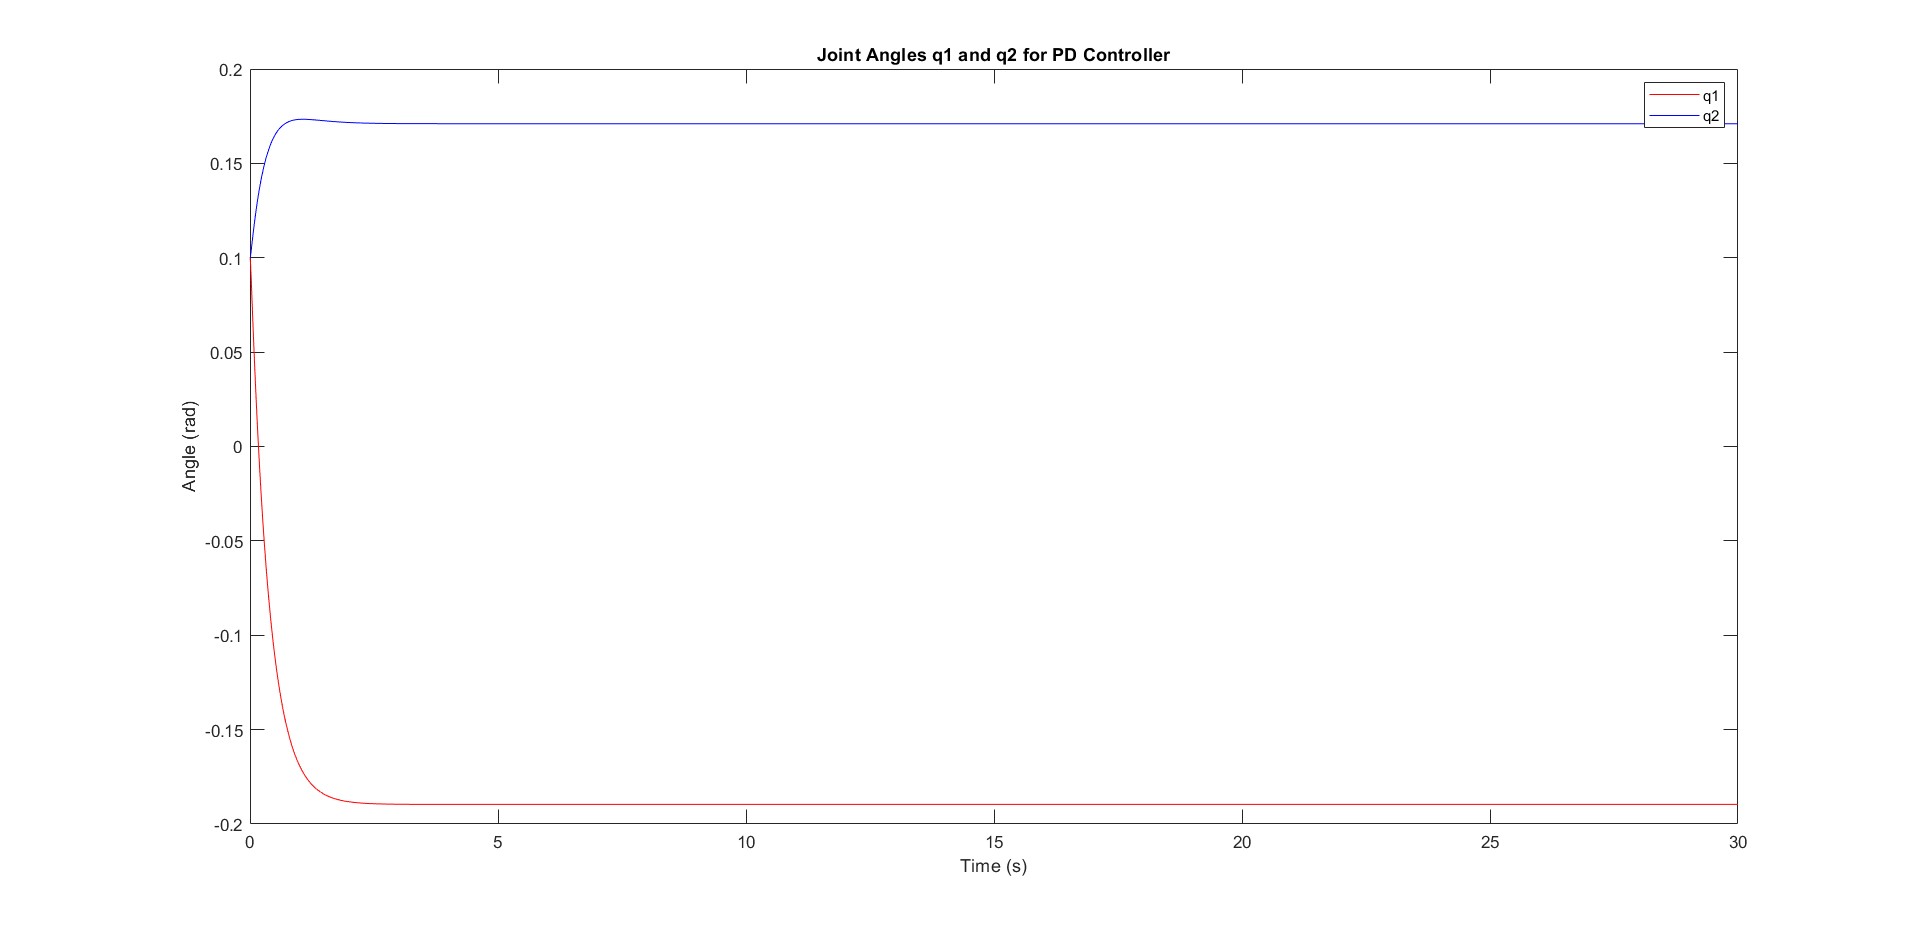 Joint Angles q1 and q2 for PD Controller
0.2
0.15
0.1
0.05
0
-0.05
-0.1
-0.15
-0.2
Angle (rad)
q1
q2
0 5 10 15 20 25 30
Time (s)